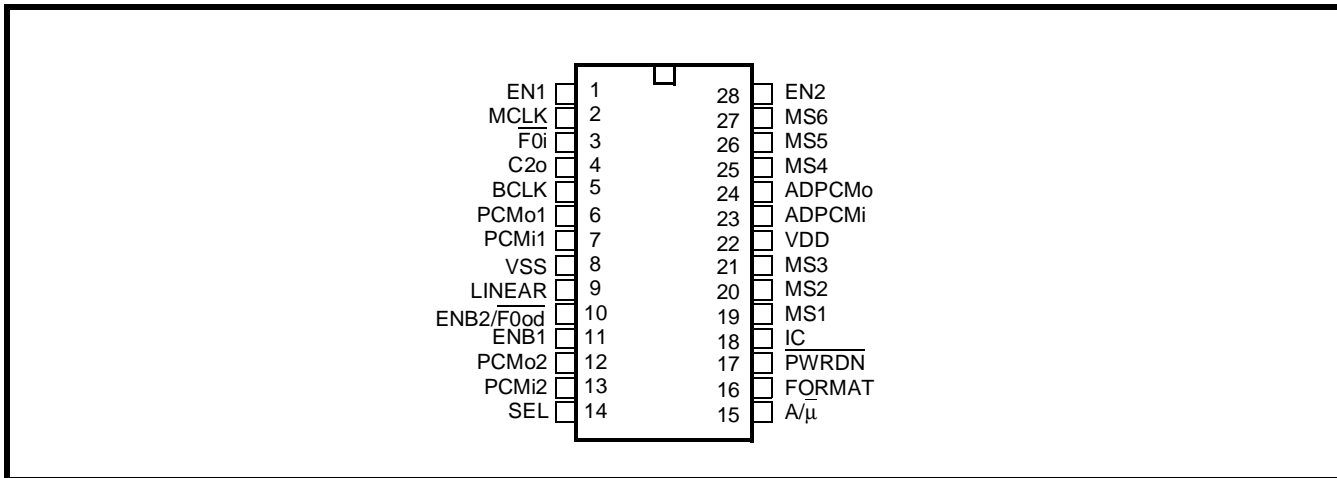 EN1 1 28 EN2
MCLK 2 27 MS6
F0i 3 26 MS5
C2o 4 25 MS4
BCLK 5 24 ADPCMo
PCMo1 6 23 ADPCMi
PCMi1 7 22 VDD
VSS 8 21 MS3
LINEAR 9 20 MS2
ENB2/F0od 10 19 MS1
ENB1 11 18 IC
PCMo2 12 17 PWRDN
PCMi2 13 16 FORMAT
SEL 14 15 A/μ